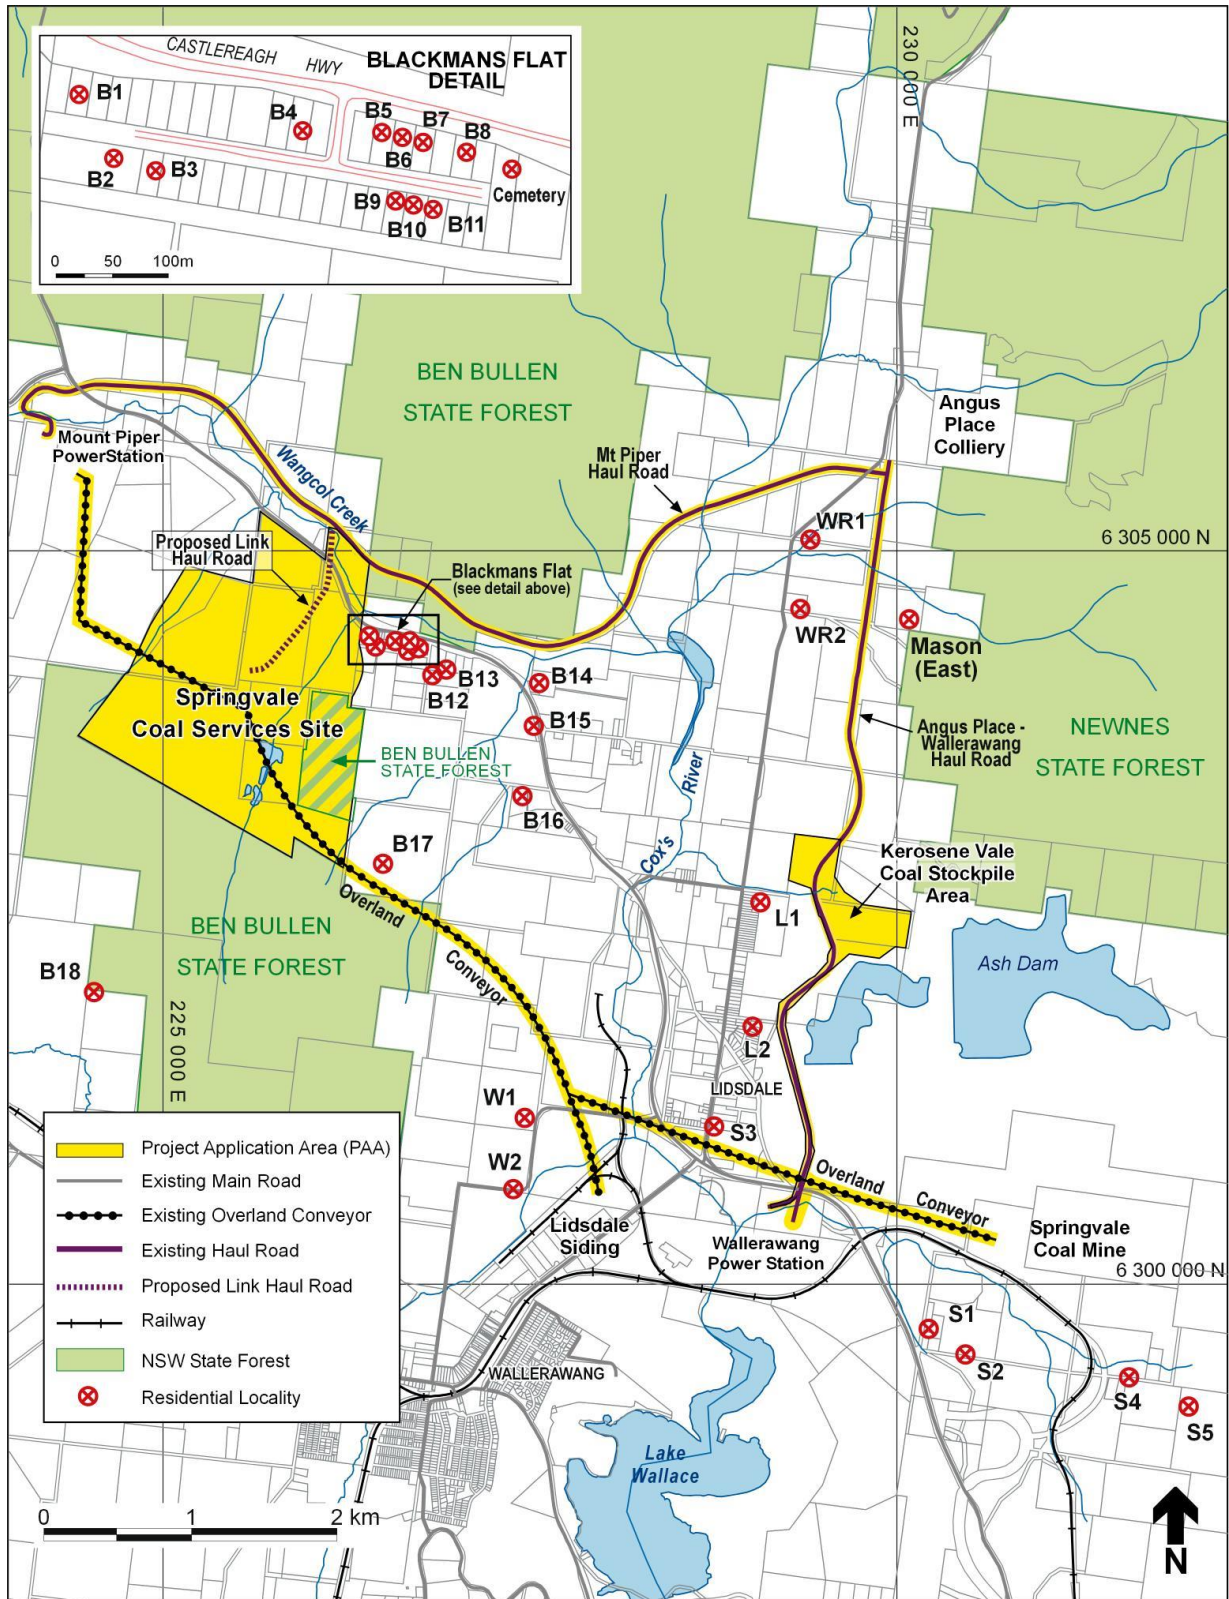 CASTLEREAGH HWY
BLACKMANS FLAT
DETAIL
B1
B4
B5
B7
B6
B8
B2
B3
Cemetery
B9
B10
B11
0 50 100m
230 000 E
BEN BULLEN
STATE FOREST
Angus
Place
Colliery
Mount Piper
PowerStation
Wangcol Creek
Mt Piper
Haul Road
WR1
6 305 000 N
Proposed Link
Haul Road
Blackmans Flat
(see detail above)
WR2
Mason
(East)
B13
B12
B14
Springvale
Coal Services Site
B15
Angus Place -
Wallerawang
Haul Road
NEWNES
STATE FOREST
BEN BULLEN
STATE FOREST
River
B16
Cox's
B17
Kerosene Vale
Coal Stockpile
Area
Overland
L1
BEN BULLEN
STATE FOREST
B18
Conveyor
Ash Dam
225 000 E
L2
LIDSDALE
W1
S3
W2
Overland
Conveyor
Lidsdale
Siding
Wallerawang
Power Station
Springvale
Coal Mine
6 300 000 N
S1
S2
S4
S5
WALLERAWANG
Lake
Wallace
Project Application Area (PAA)
Existing Main Road
Existing Overland Conveyor
Existing Haul Road
Proposed Link Haul Road
Railway
NSW State Forest
Residential Locality
0 1 2 km
N